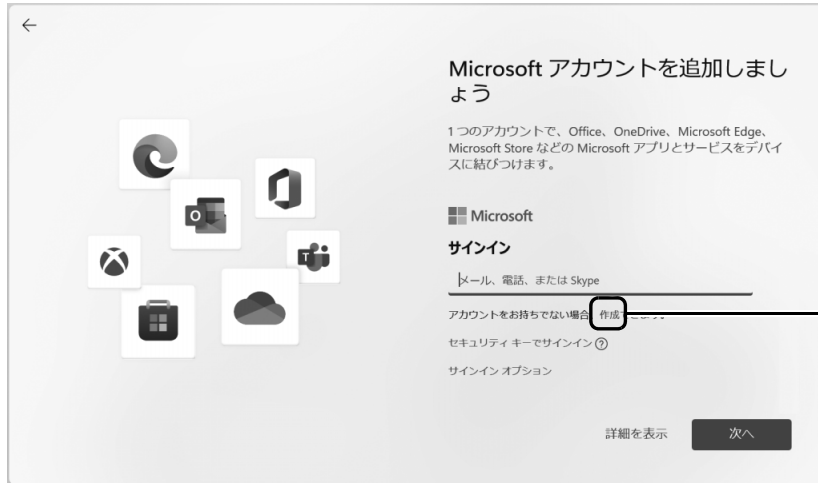 Microsoft アカウントを追加しまし
ょう
1 つのアカウントで、Office、OneDrive、Microsoft Edge、
Microsoft Store などの Microsoft アプリとサービスをデバイ
スに結びつけます。
Microsoft
サインイン
メール、電話、または Skype
アカウントをお持ちでない場合、作成できます。
セキュリティ キーでサインイン
サインイン オプション
詳細を表示
次へ